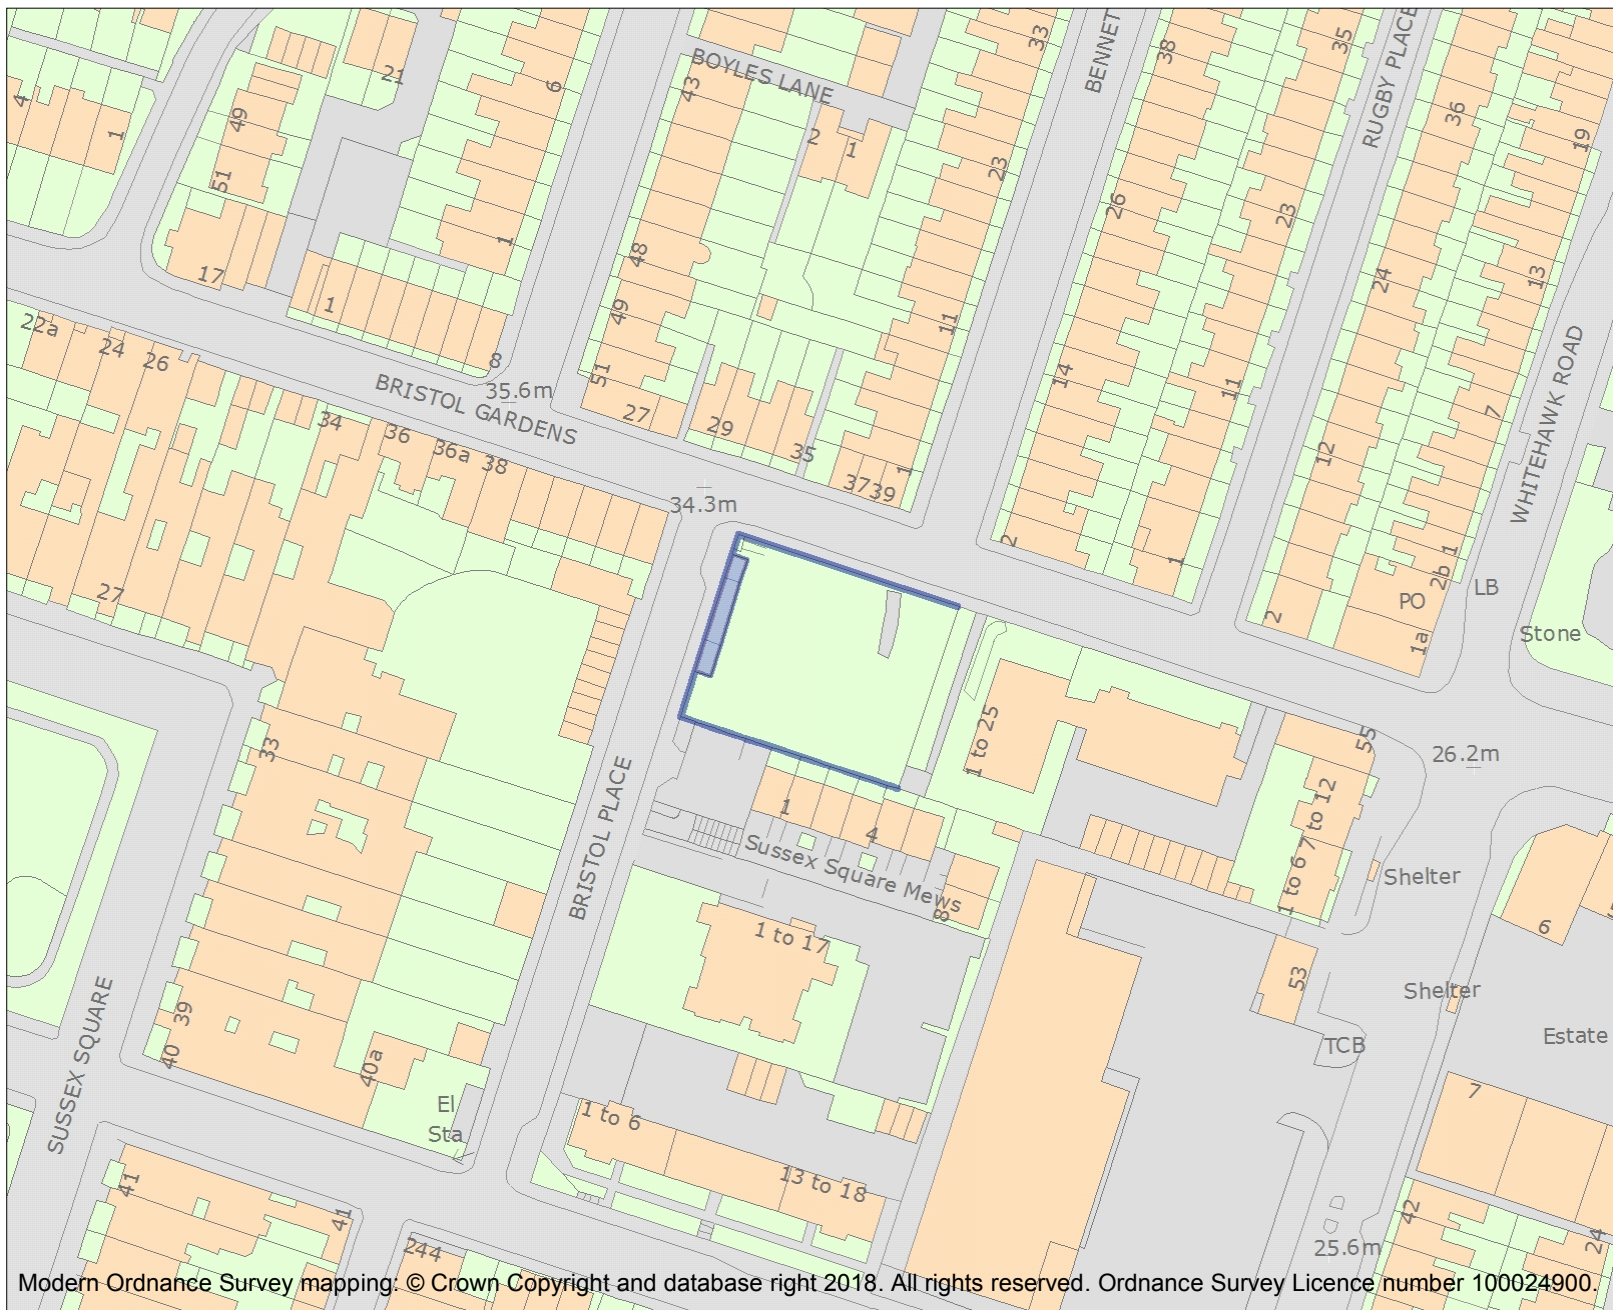 BOYLES LANE
BENNET
RUGBY PLACE
33
38
35
36
19
4
1
49
21
6
43
2
1
23
26
23
51
17
1
1
48
49
11
24
13
22a
24
26
8
35.6m
51
14
11
7
WHITEHAWK ROAD
BRISTOL GARDENS
34
36
36a
38
27
29
35
37
39
1
12
34.3m
2
1
2
2b
1
PO
LB
1a
Stone
27
33
1 to 25
55
26.2m
BRISTOL PLACE
1
4
Sussex Square Mews
8
7 to 12
1 to 6
Shelter
6
1 to 17
53
Shelter
Estate
TCB
SUSSEX SQUARE
39
40
40a
El
Sta
1 to 6
13 to 18
7
41
41
244
42
24
25.6m
Modern Ordnance Survey mapping: © Crown Copyright and database right 2018. All rights reserved. Ordnance Survey Licence number 100024900.